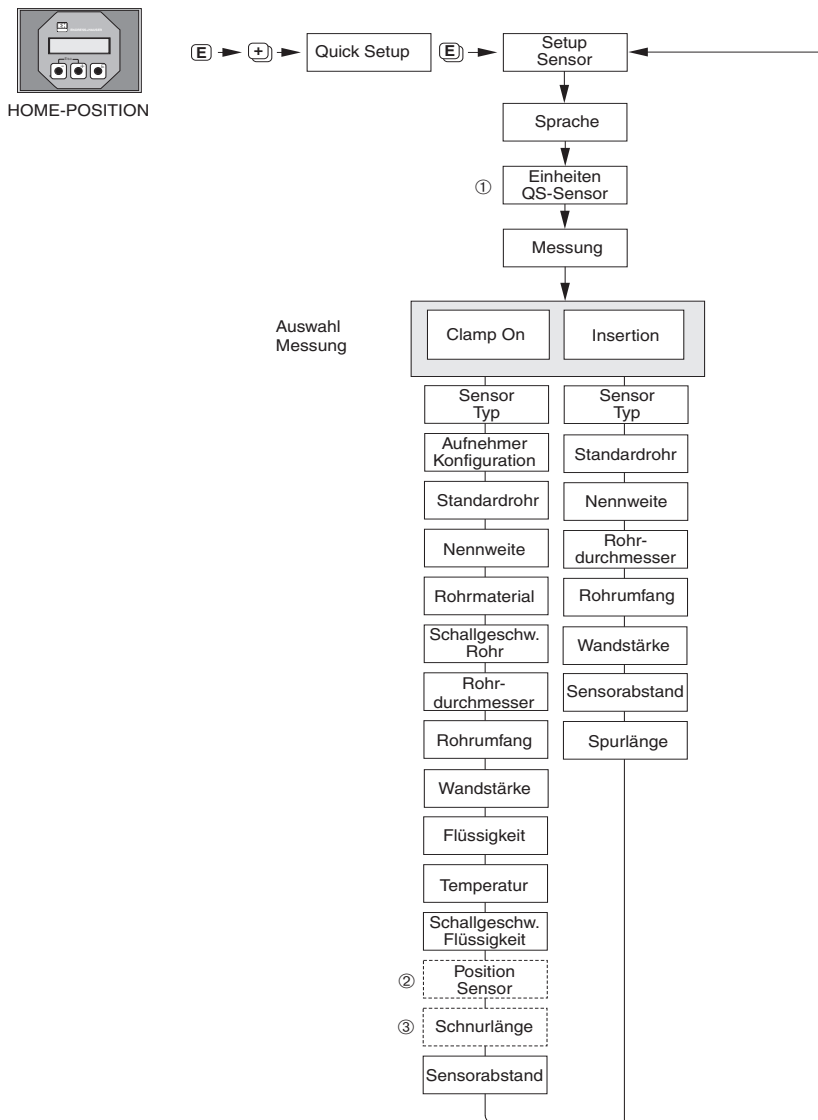 E
+
Quick Setup
E
Setup
Sensor
HOME-POSITION
Sprache
①
Einheiten
QS-Sensor
Messung
Auswahl
Messung
Clamp On
Insertion
Sensor
Typ
Aufnehmer
Konfiguration
Standardrohr
Nennweite
Rohrmaterial
Schallgeschw.
Rohr
Rohr-
durchmesser
Rohrumfang
Wandstärke
Flüssigkeit
Temperatur
Schallgeschw.
Flüssigkeit
②
Position
Sensor
③
Schnurlänge
Sensorabstand
Sensor
Typ
Standardrohr
Nennweite
Rohr-
durchmesser
Rohrumfang
Wandstärke
Sensorabstand
Spurlänge